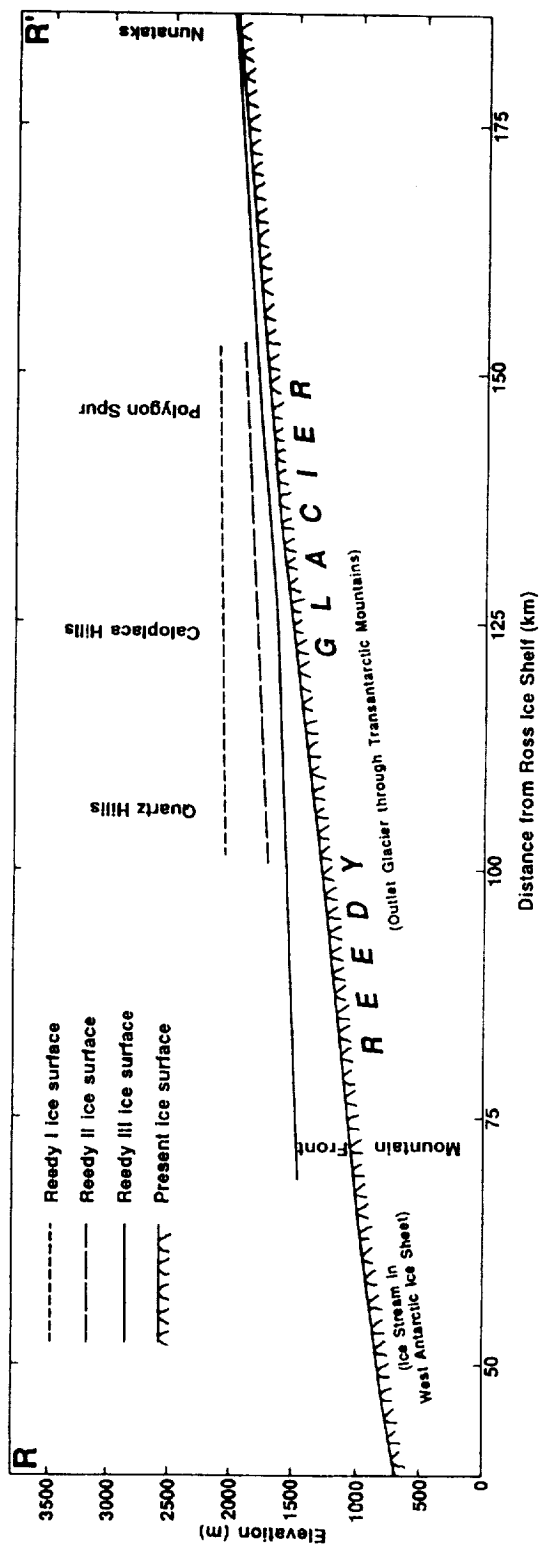 R
R'
Reedy I ice surface
Reedy II ice surface
Reedy III ice surface
Present ice surface
Quartz Hills
Caloplaca Hills
Polygon Spur
Nunataks
Mountain Front
REEDY GLACIER
(Outlet Glacier through Transantarctic Mountains)
(Ice Stream in
West Antarctic Ice Sheet)
Elevation (m)
3500
3000
2500
2000
1500
1000
500
0
50
75
100
125
150
175
Distance from Ross Ice Shelf (km)